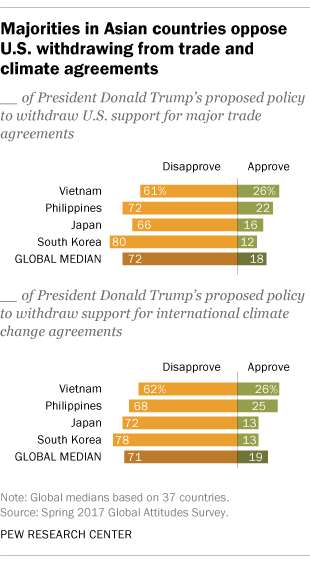 Majorities in Asian countries oppose
U.S. withdrawing from trade and
climate agreements
__ of President Donald Trump's proposed policy
to withdraw U.S. support for major trade
agreements
Disapprove Approve
Vietnam 61% 26%
Philippines 72 22
Japan 66 16
South Korea 80 12
GLOBAL MEDIAN 72 18
__ of President Donald Trump's proposed policy
to withdraw support for international climate
change agreements
Disapprove Approve
Vietnam 62% 26%
Philippines 68 25
Japan 72 13
South Korea 78 13
GLOBAL MEDIAN 71 19
Note: Global medians based on 37 countries.
Source: Spring 2017 Global Attitudes Survey.
PEW RESEARCH CENTER